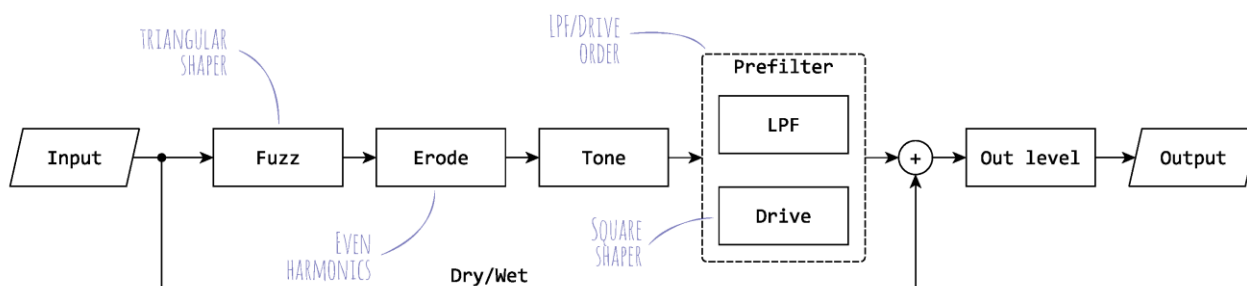 TRIANGULAR
SHAPER
LPF/DRIVE
ORDER
Prefilter
LPF
Input
Fuzz
Erode
Tone
+
Out level
Output
Drive
EVEN
HARMONICS
SQUARE
SHAPER
Dry/Wet